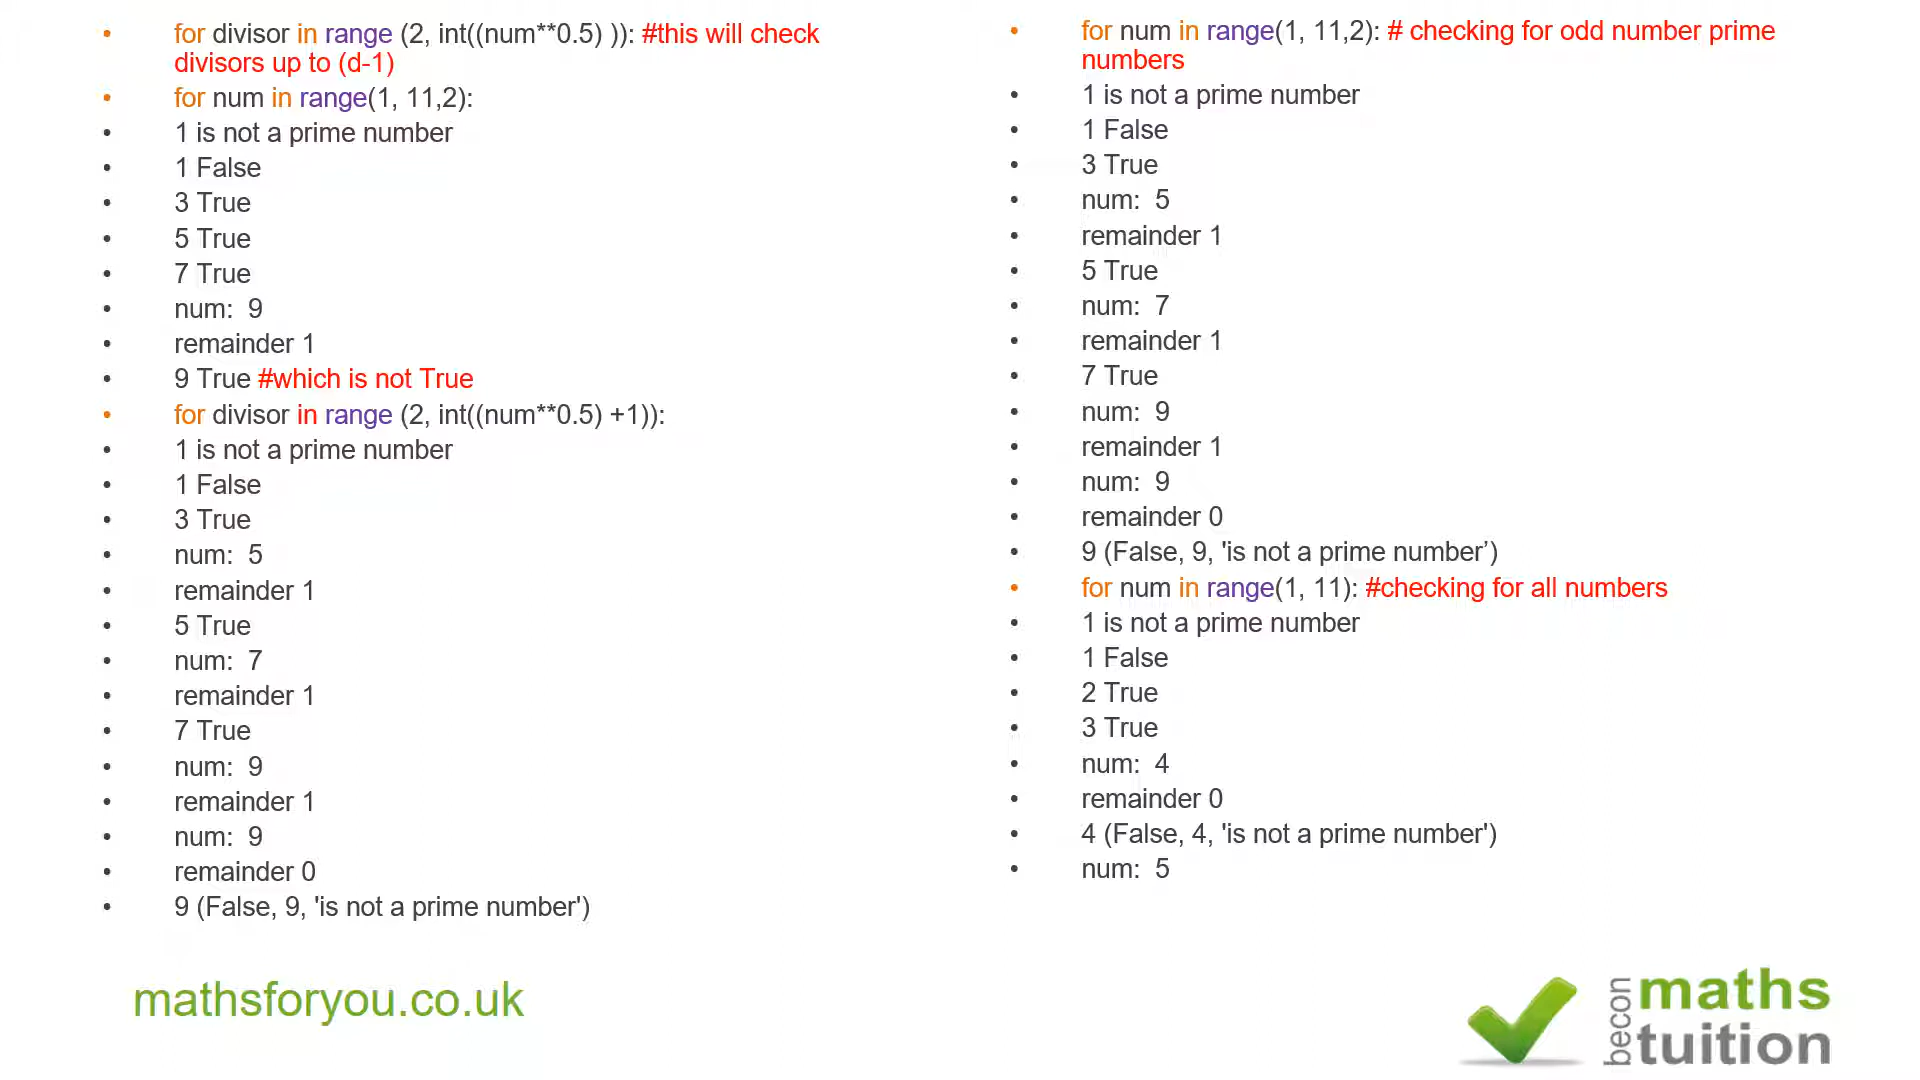 • for divisor in range (2, int((num**0.5) )): #this will check
divisors up to (d-1)
• for num in range(1, 11,2):
• 1 is not a prime number
• 1 False
• 3 True
• 5 True
• 7 True
• num:  9
• remainder 1
• 9 True #which is not True
• for divisor in range (2, int((num**0.5) +1)):
• 1 is not a prime number
• 1 False
• 3 True
• num:  5
• remainder 1
• 5 True
• num:  7
• remainder 1
• 7 True
• num:  9
• remainder 1
• num:  9
• remainder 0
• 9 (False, 9, 'is not a prime number')
• for num in range(1, 11,2): # checking for odd number prime
numbers
• 1 is not a prime number
• 1 False
• 3 True
• num:  5
• remainder 1
• 5 True
• num:  7
• remainder 1
• 7 True
• num:  9
• remainder 1
• num:  9
• remainder 0
• 9 (False, 9, 'is not a prime number’)
• for num in range(1, 11): #checking for all numbers
• 1 is not a prime number
• 1 False
• 2 True
• 3 True
• num:  4
• remainder 0
• 4 (False, 4, 'is not a prime number')
• num:  5
mathsforyou.co.uk
becon
maths
tuition